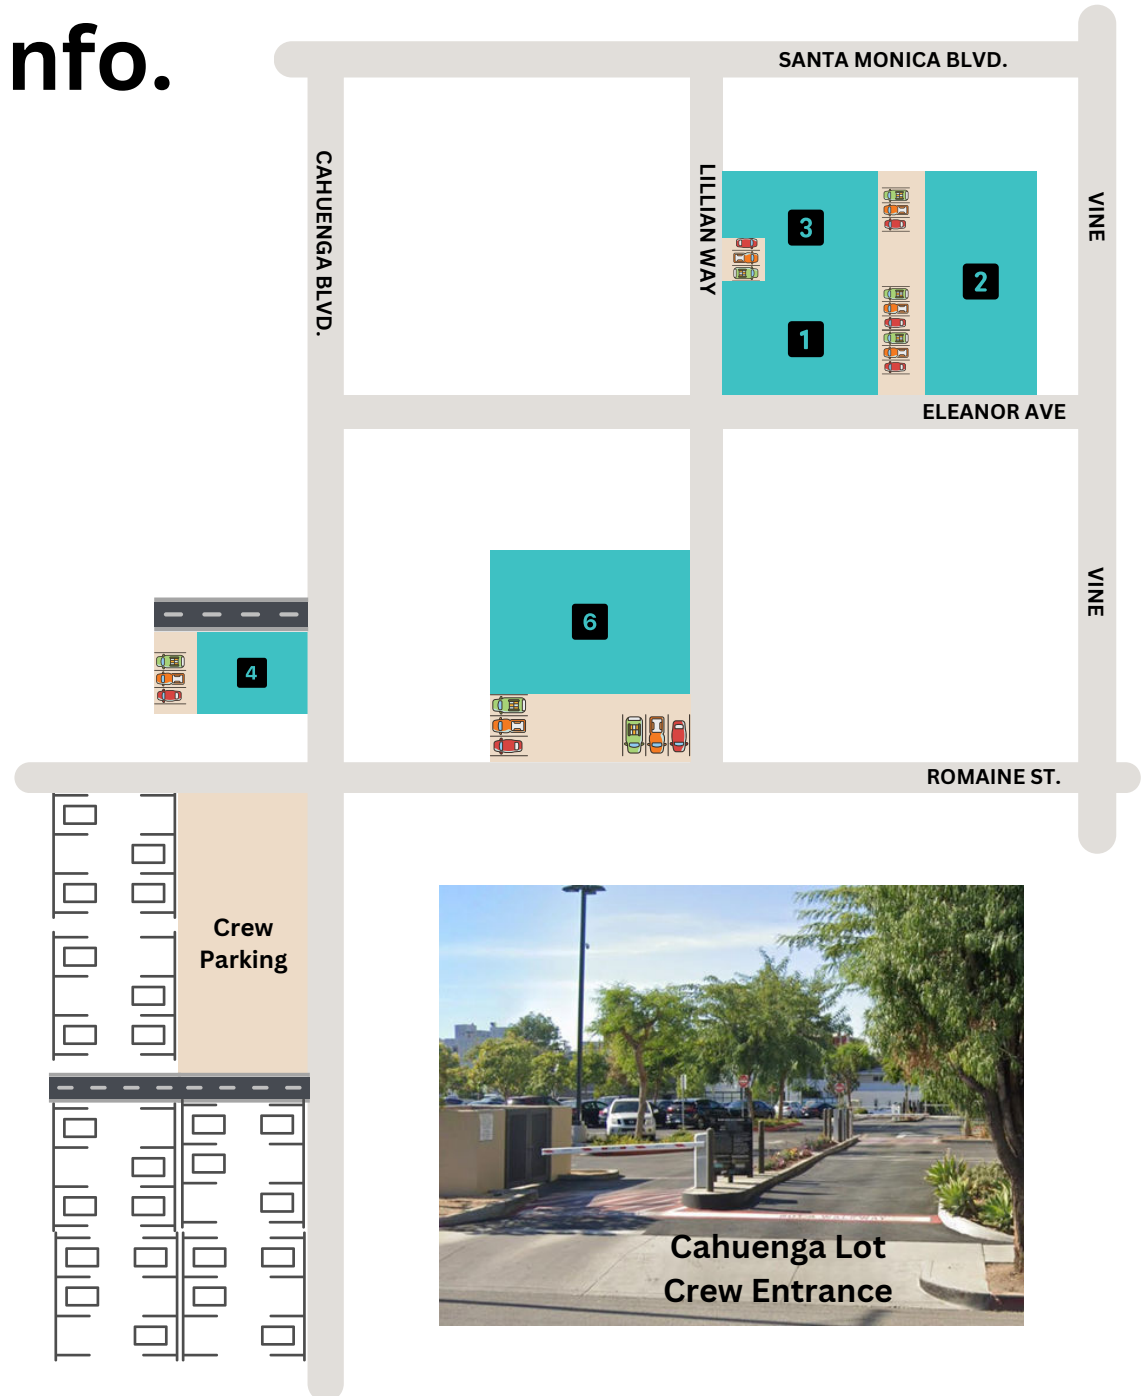 nfo.
SANTA MONICA BLVD.
CAHUENGA BLVD.
LILLIAN WAY
VINE
3
2
1
ELEANOR AVE
VINE
6
4
ROMAINE ST.
Crew
Parking
Cahuenga Lot
Crew Entrance